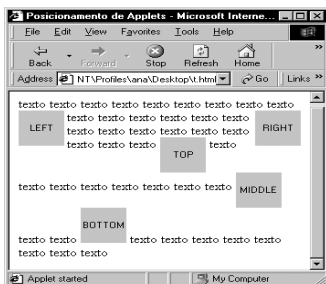 Posicionamento de Applets - Microsoft Interne...
File Edit View Favorites Tools Help
Back Forward Stop Refresh Home »
Address NT\Profiles\ana\Desktop\t.html Go Links »
texto texto texto texto texto texto texto texto texto
LEFT texto texto texto texto texto texto RIGHT
texto texto texto texto texto texto
texto texto texto TOP texto
texto texto texto texto texto texto texto MIDDLE
BOTTOM
texto texto texto texto texto texto texto
texto texto texto
Applet started My Computer